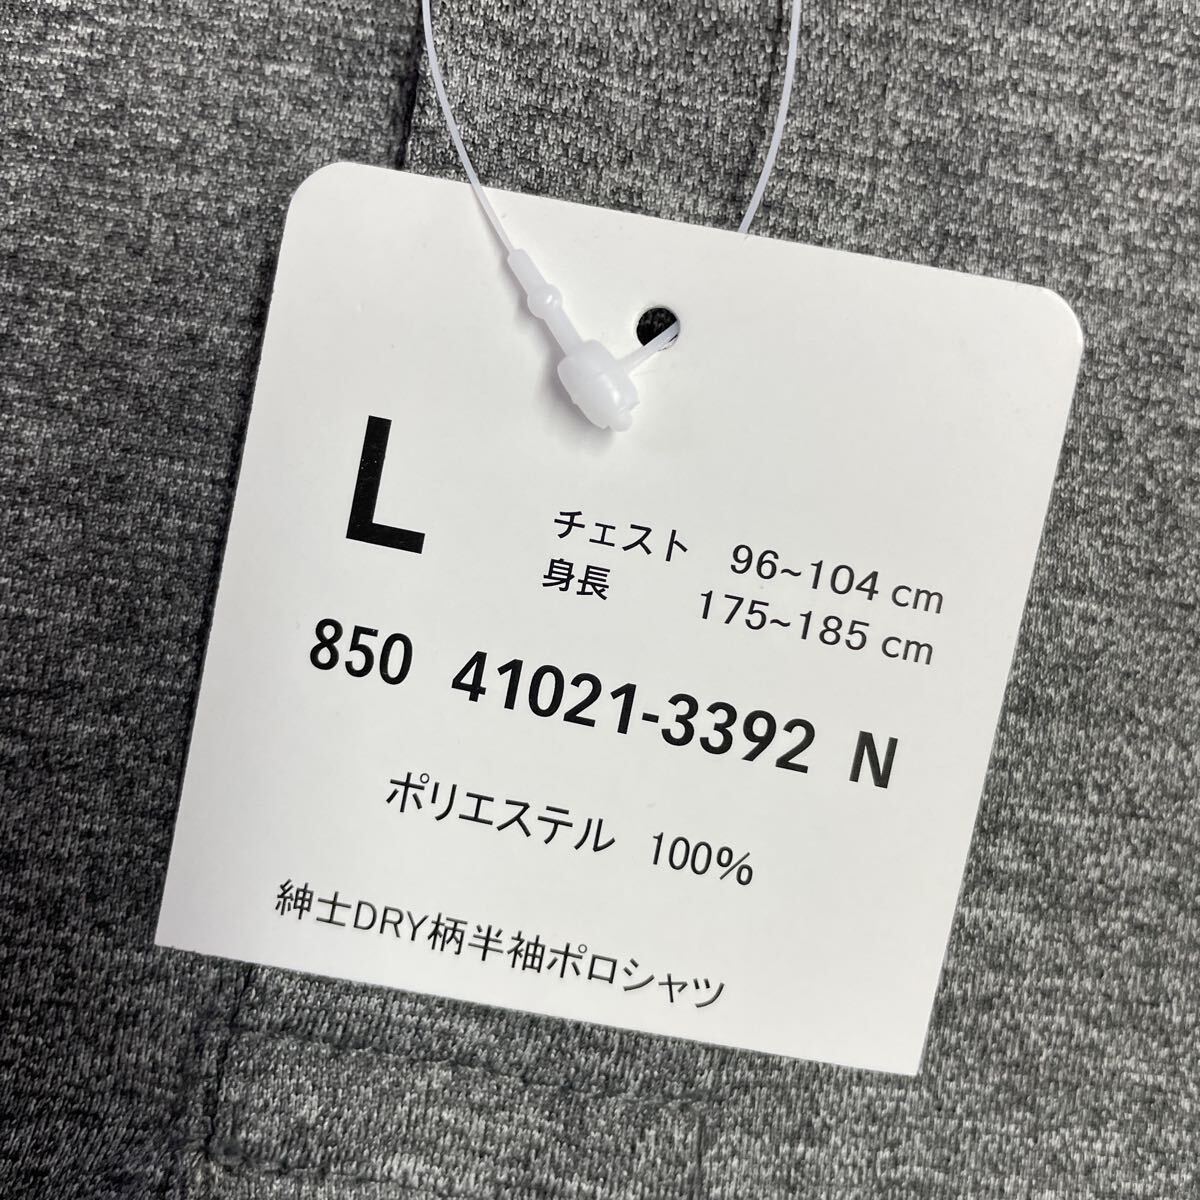 L
チェスト 96~104 cm
身長 175~185 cm
850 41021-3392 N
ポリエステル 100%
紳士DRY柄半袖ポロシャツ